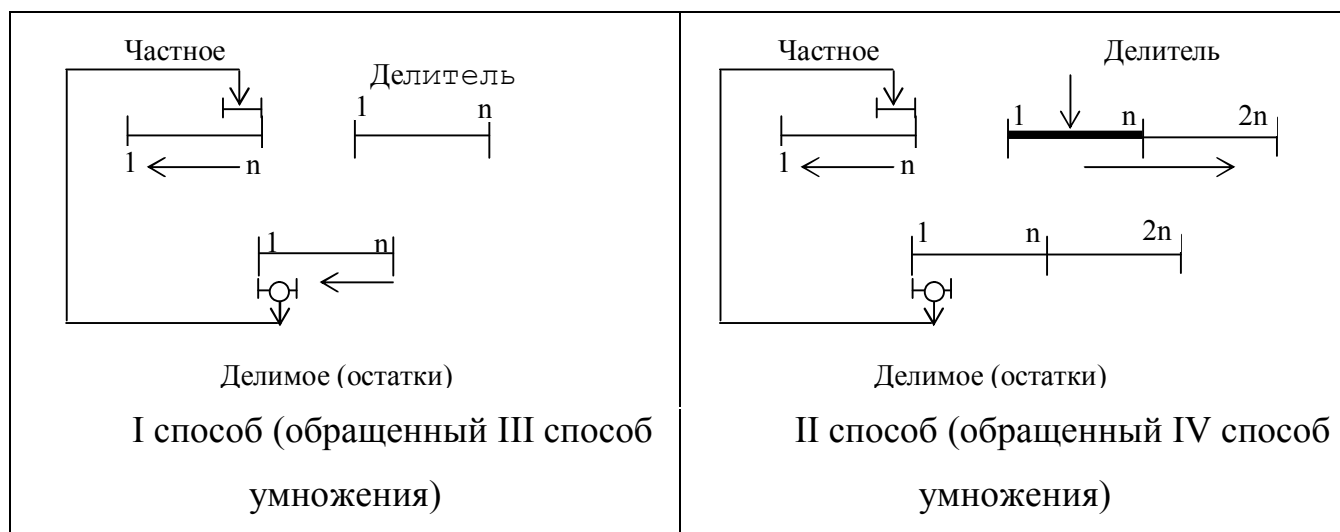 Частное
Делитель
1 n
1 n
1 n
Делимое (остатки)
I способ (обращенный III способ
умножения)
Частное
Делитель
1 n 2n
1 n
1 n 2n
Делимое (остатки)
II способ (обращенный IV способ
умножения)